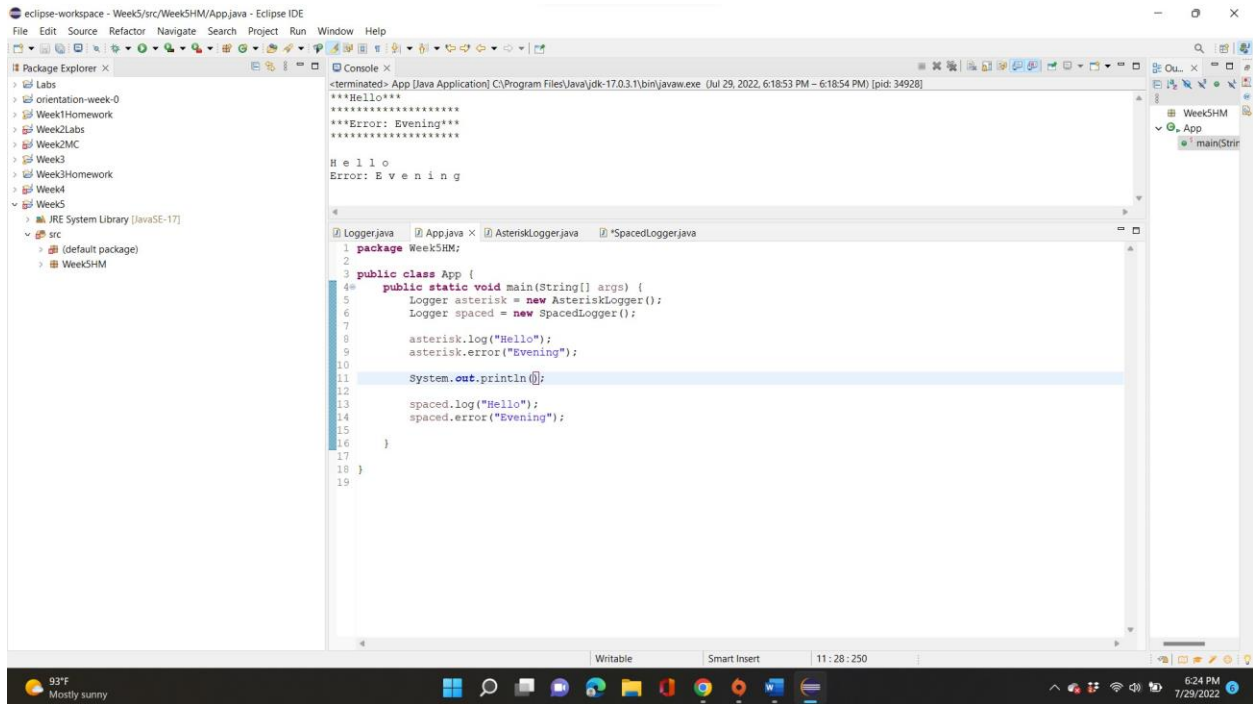 eclipse-workspace - Week5/src/Week5HM/App.java - Eclipse IDE
File Edit Source Refactor Navigate Search Project Run Window Help
Package Explorer
Labs
orientation-week-0
Week1Homework
Week2Labs
Week2MC
Week3
Week3Homework
Week4
Week5
JRE System Library [JavaSE-17]
src
(default package)
Week5HM
Console
<terminated> App [Java Application] C:\Program Files\Java\jdk-17.0.3.1\bin\javaw.exe (Jul 29, 2022, 6:18:53 PM – 6:18:54 PM) [pid: 34928]
***Hello***
********************
***Error: Evening***
********************
H e l l o
Error: E v e n i n g
Logger.java App.java AsteriskLogger.java *SpacedLogger.java
1 package Week5HM;
2
3 public class App {
4 public static void main(String[] args) {
5 Logger asterisk = new AsteriskLogger();
6 Logger spaced = new SpacedLogger();
7
8 asterisk.log("Hello");
9 asterisk.error("Evening");
10
11 System.out.println();
12
13 spaced.log("Hello");
14 spaced.error("Evening");
15
16 }
17
18 }
19
Ou...
Week5HM
App
main(Strin
Writable Smart Insert 11 : 28 : 250
93°F
Mostly sunny
6:24 PM
7/29/2022
6